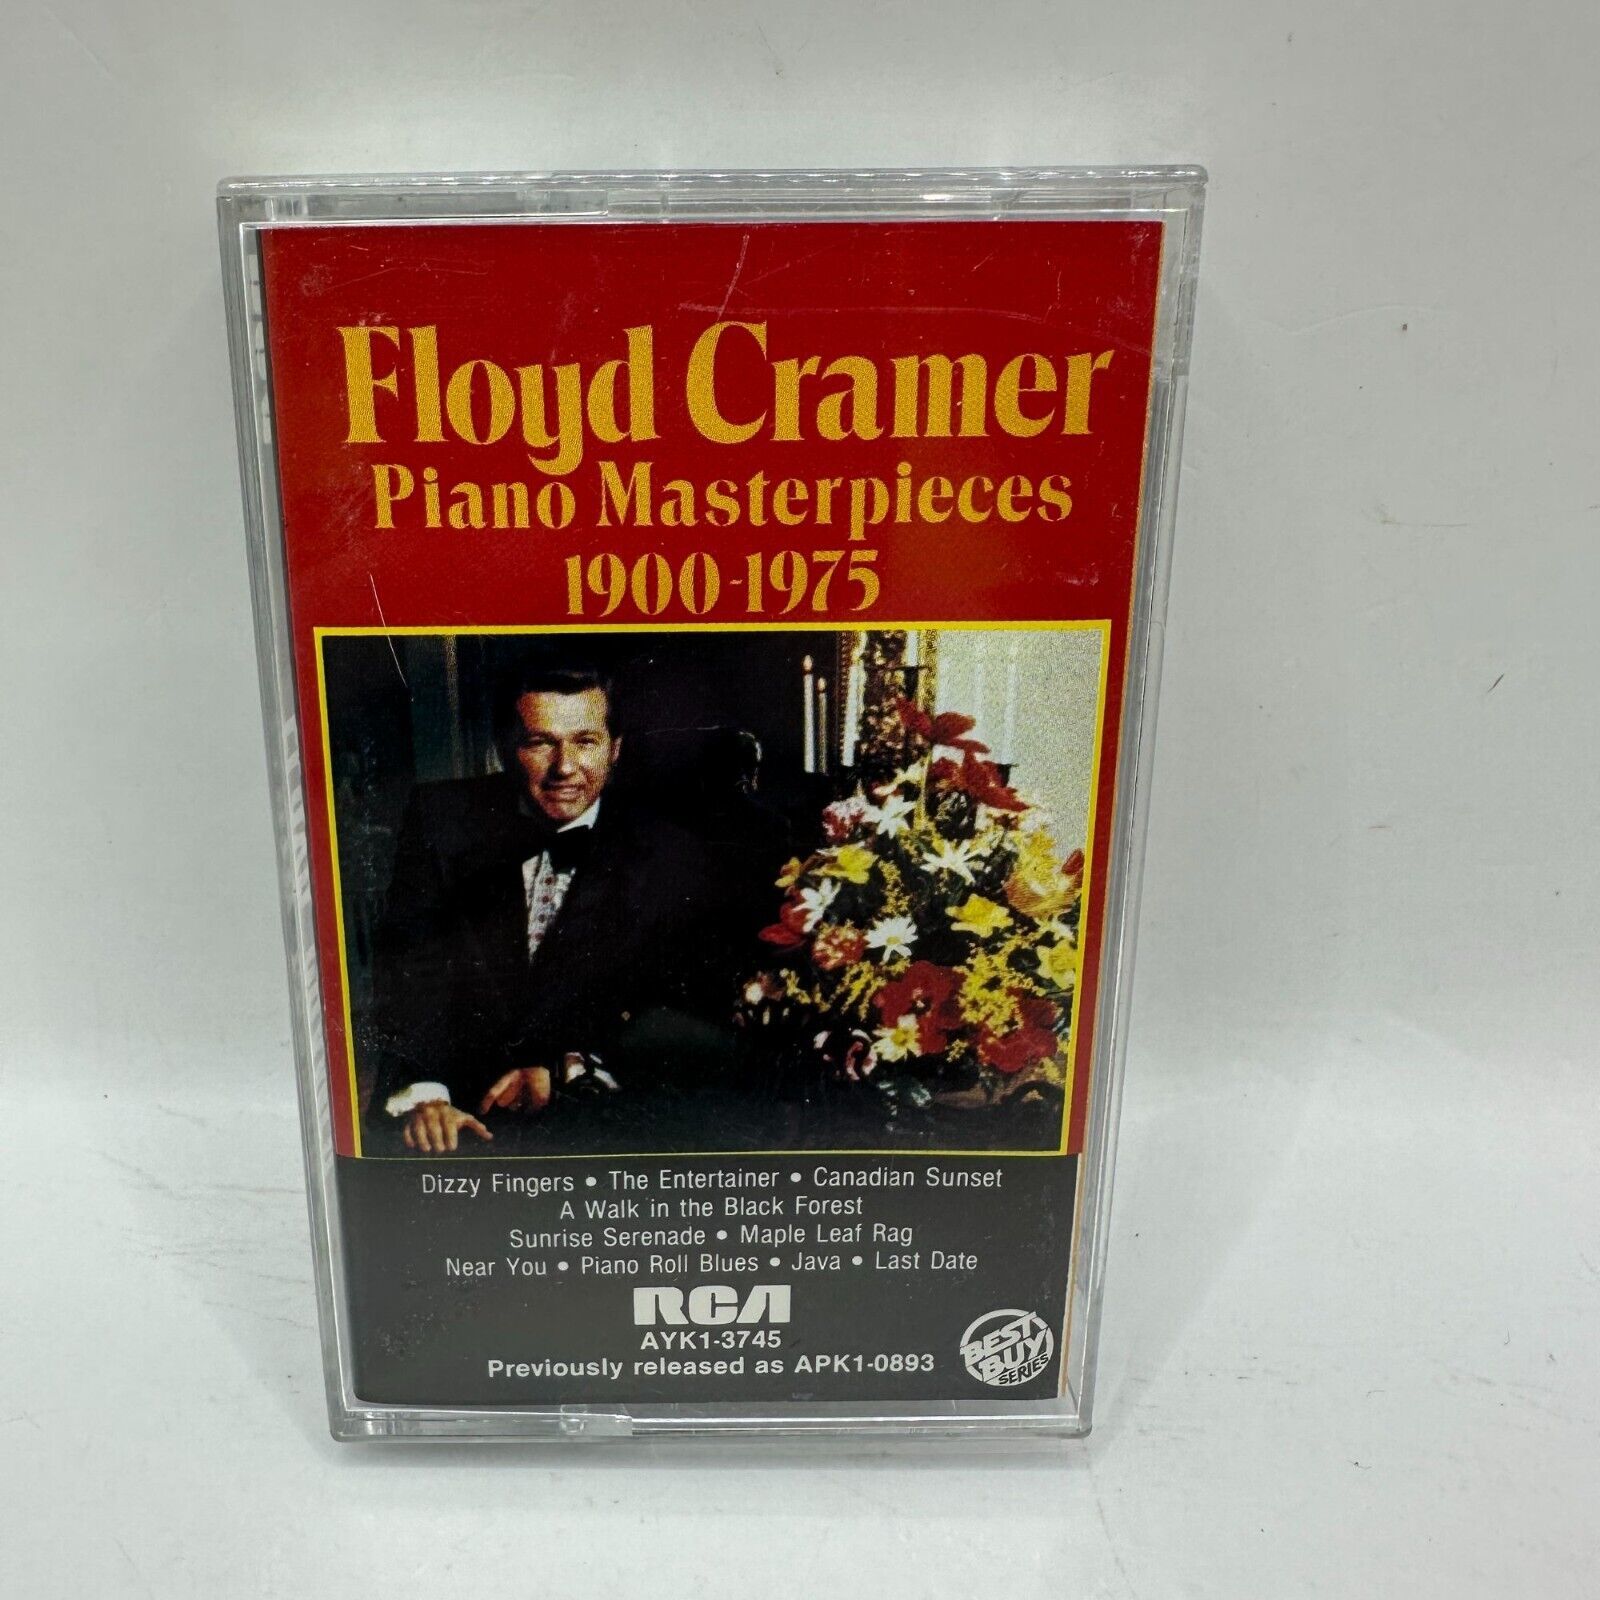 Floyd Cramer
Piano Masterpieces
1900-1975
Dizzy Fingers • The Entertainer • Canadian Sunset
A Walk in the Black Forest
Sunrise Serenade • Maple Leaf Rag
Near You • Piano Roll Blues • Java • Last Date
RCA
AYK1-3745
Previously released as APK1-0893
BEST
BUY
SERIES